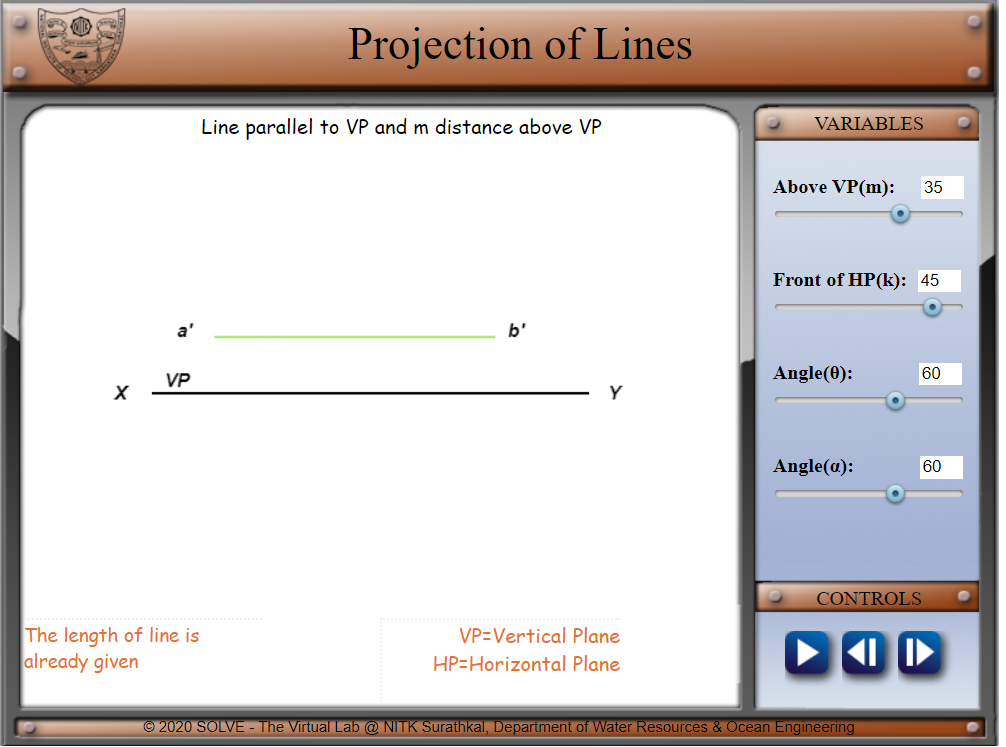 Projection of Lines
Line parallel to VP and m distance above VP
a' b'
VP
X Y
The length of line is
already given
VP=Vertical Plane
HP=Horizontal Plane
VARIABLES
Above VP(m): 35
Front of HP(k): 45
Angle(θ): 60
Angle(α): 60
CONTROLS
© 2020 SOLVE - The Virtual Lab @ NITK Surathkal, Department of Water Resources & Ocean Engineering